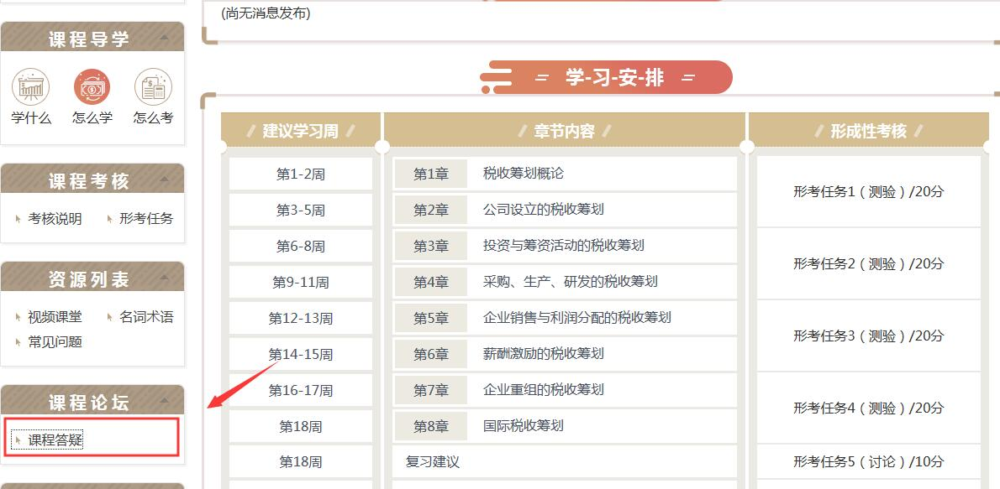 (尚无消息发布)
课程导学
学什么
怎么学
怎么考
课程考核
考核说明
形考任务
资源列表
视频课堂
名词术语
常见问题
课程论坛
课程答疑
学-习-安-排
建议学习周
章节内容
形成性考核
第1-2周
第1章
税收筹划概论
形考任务1（测验）/20分
第3-5周
第2章
公司设立的税收筹划
第6-8周
第3章
投资与筹资活动的税收筹划
形考任务2（测验）/20分
第9-11周
第4章
采购、生产、研发的税收筹划
第12-13周
第5章
企业销售与利润分配的税收筹划
形考任务3（测验）/20分
第14-15周
第6章
薪酬激励的税收筹划
第16-17周
第7章
企业重组的税收筹划
形考任务4（测验）/20分
第18周
第8章
国际税收筹划
第18周
复习建议
形考任务5（讨论）/10分